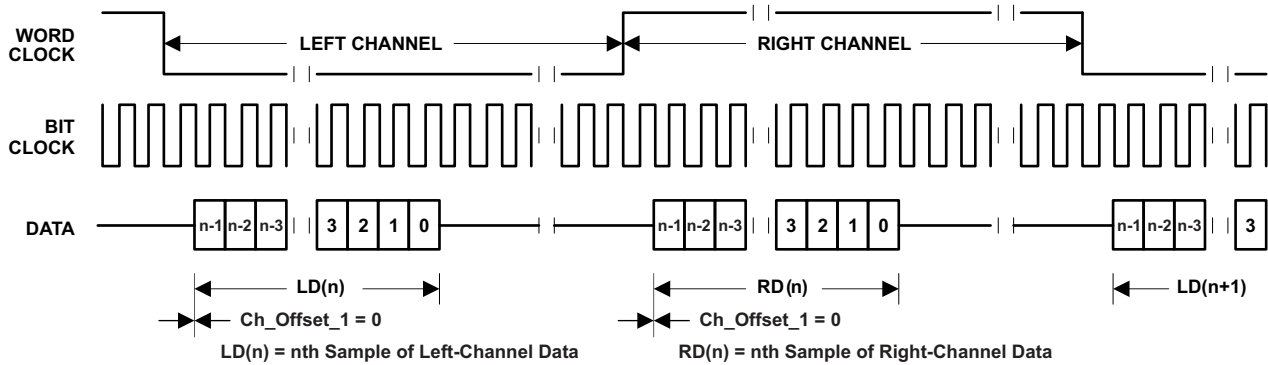 WORD
CLOCK
LEFT CHANNEL
RIGHT CHANNEL
BIT
CLOCK
DATA
n-1 n-2 n-3 3 2 1 0 n-1 n-2 n-3 3 2 1 0 n-1 n-2 n-3 3
LD(n) RD(n) LD(n+1)
Ch_Offset_1 = 0 Ch_Offset_1 = 0
LD(n) = nth Sample of Left-Channel Data RD(n) = nth Sample of Right-Channel Data